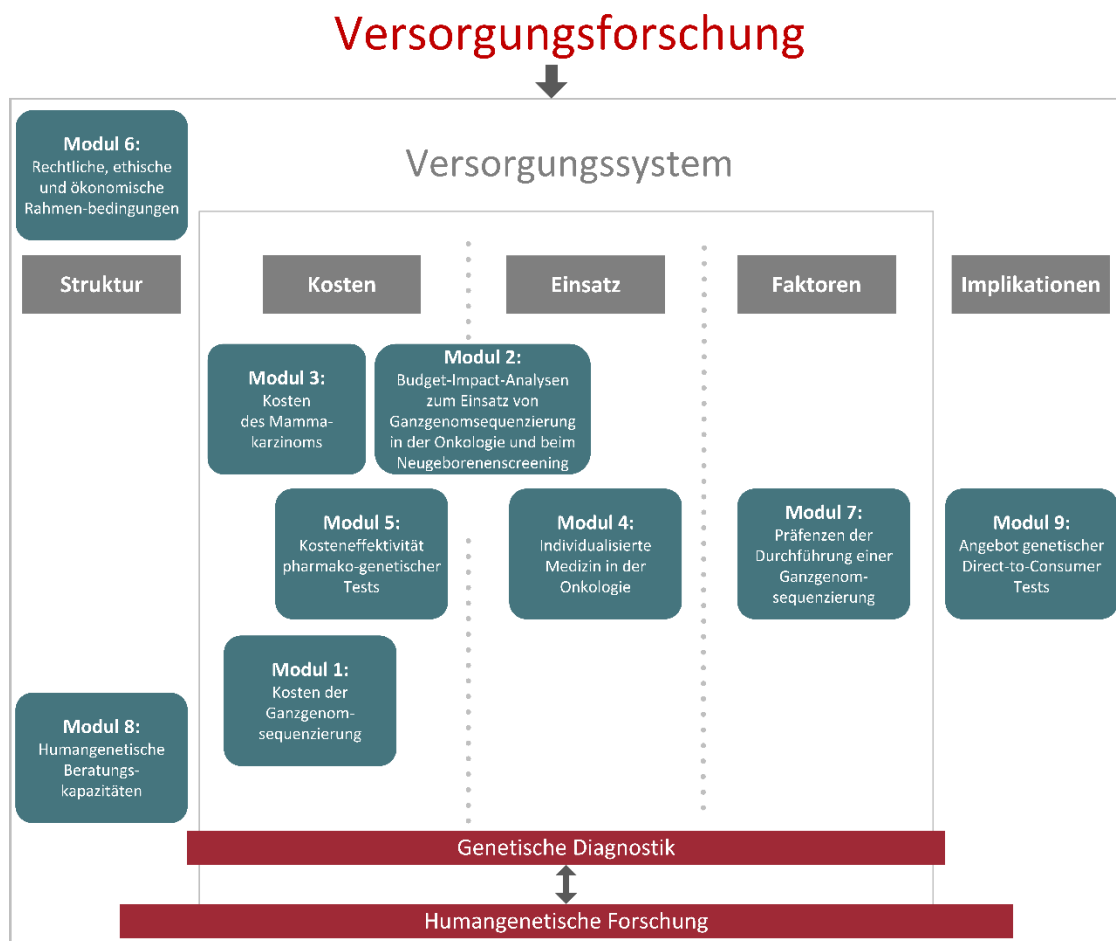 Versorgungsforschung
Versorgungssystem
Modul 6:
Rechtliche, ethische
und ökonomische
Rahmen-bedingungen
Struktur
Kosten
Einsatz
Faktoren
Implikationen
Modul 3:
Kosten
des Mamma-
karzinoms
Modul 2:
Budget-Impact-Analysen
zum Einsatz von
Ganzgenomsequenzierung
in der Onkologie und beim
Neugeborenenscreening
Modul 5:
Kosteneffektivität
pharmako-genetischer
Tests
Modul 4:
Individualisierte
Medizin in der
Onkologie
Modul 7:
Präfenzen der
Durchführung einer
Ganzgenom-
sequenzierung
Modul 9:
Angebot genetischer
Direct-to-Consumer
Tests
Modul 1:
Kosten der
Ganzgenom-
sequenzierung
Modul 8:
Humangenetische
Beratungs-
kapazitäten
Genetische Diagnostik
Humangenetische Forschung